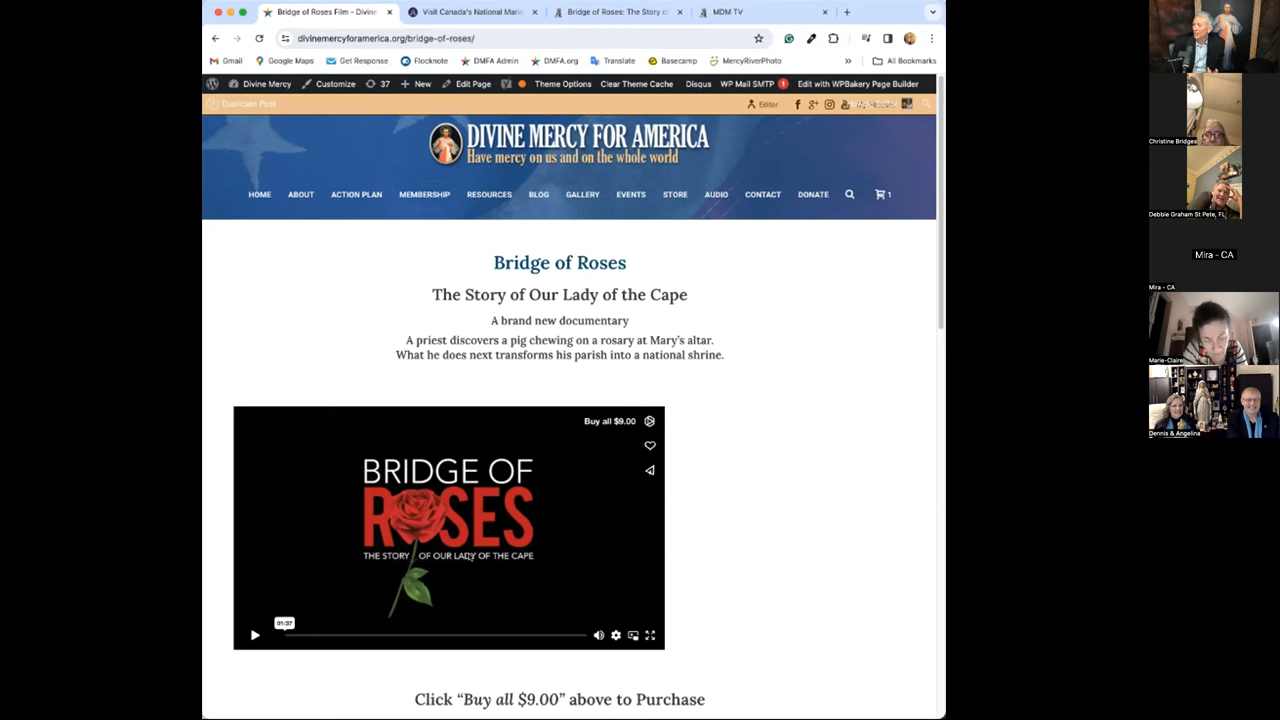 Bridge of Roses Film - Divine
Visit Canada's National Maria
Bridge of Roses: The Story of
MDM TV
divinemercyforamerica.org/bridge-of-roses/
Gmail
Google Maps
Get Response
Flocknote
DMFA Admin
DMFA.org
Translate
Basecamp
MercyRiverPhoto
»
All Bookmarks
Divine Mercy
Customize
37
New
Edit Page
Theme Options
Clear Theme Cache
Disqus
WP Mail SMTP
1
Edit with WPBakery Page Builder
Duplicate Post
Editor
DIVINE MERCY FOR AMERICA
Have mercy on us and on the whole world
HOME
ABOUT
ACTION PLAN
MEMBERSHIP
RESOURCES
BLOG
GALLERY
EVENTS
STORE
AUDIO
CONTACT
DONATE
1
Bridge of Roses
The Story of Our Lady of the Cape
A brand new documentary
A priest discovers a pig chewing on a rosary at Mary's altar.
What he does next transforms his parish into a national shrine.
Buy all $9.00
BRIDGE OF
ROSES
THE STORY OF OUR LADY OF THE CAPE
01:37
Click "Buy all $9.00" above to Purchase
Christine Bridges
Debbie Graham St Pete, FL
Mira - CA
Mira - CA
Marie-Claire
Dennis & Angelina